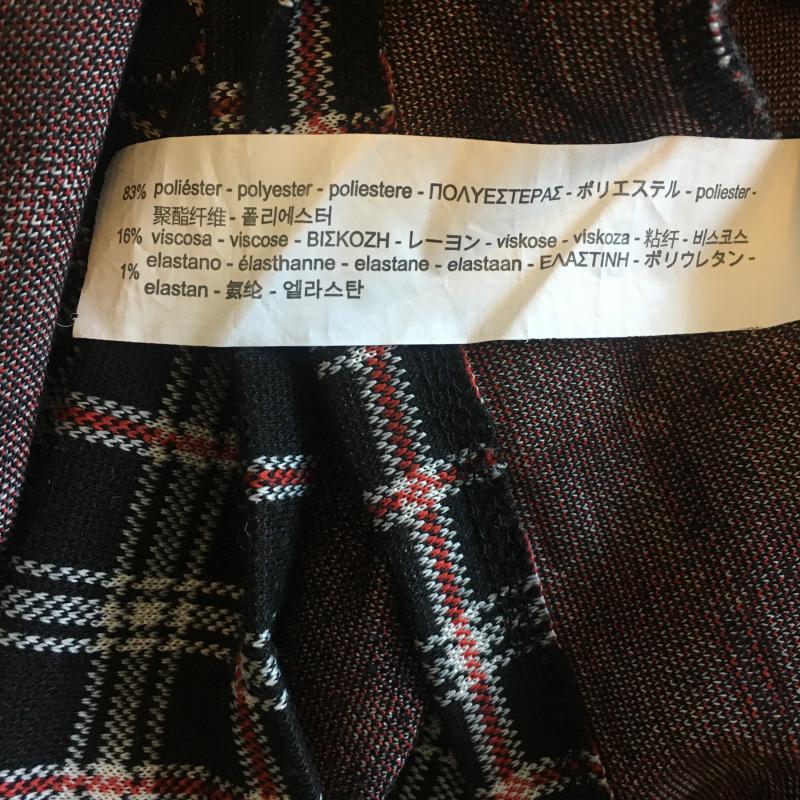 83% poliéster - polyester - poliestere - ΠΟΛΥΕΣΤΕΡΑΣ - ポリエステル - poliester -
聚酯纤维 - 폴리에스터
16% viscosa - viscose - ΒΙΣΚΟΖΗ - レーヨン - viskose - viskoza - 粘纤 - 비스코스
1% elastano - élasthanne - elastane - elastaan - ΕΛΑΣΤΙΝΗ - ポリウレタン -
elastan - 氨纶 - 엘라스탄